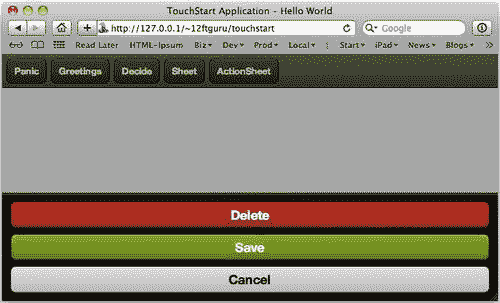 TouchStart Application - Hello World
http://127.0.0.1/~12ftguru/touchstart
Google
Read Later HTML-Ipsum Biz Dev Prod Local Start iPad News Blogs
Panic Greetings Decide Sheet ActionSheet
Delete
Save
Cancel